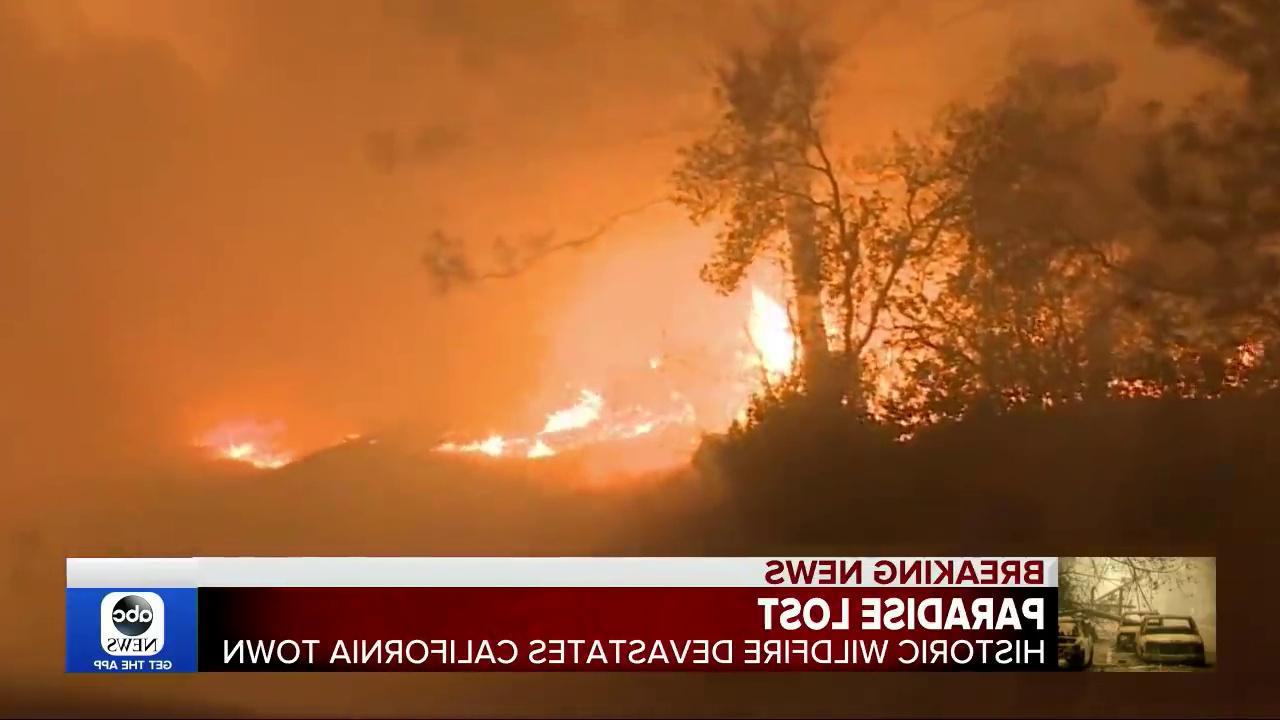 BREAKING NEWS
PARADISE LOST
HISTORIC WILDFIRE DEVASTATES CALIFORNIA TOWN
abc
NEWS
GET THE APP